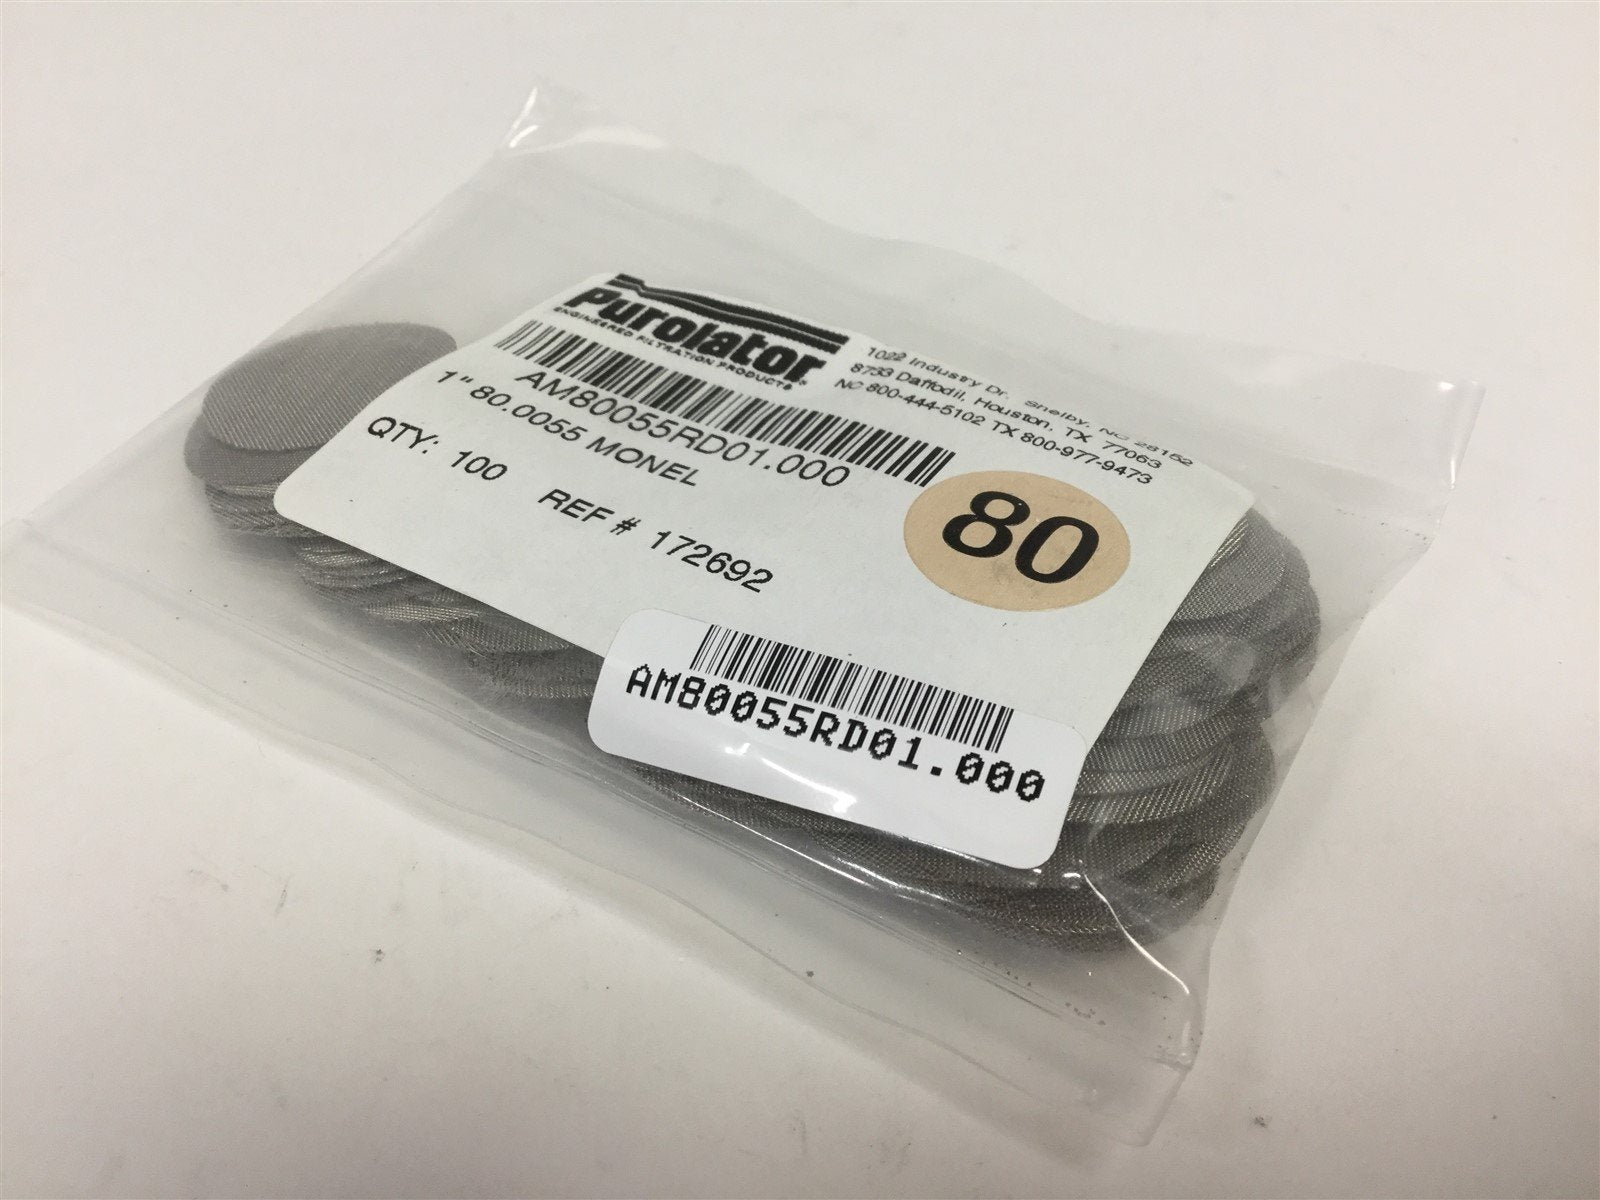 Purolator
ENGINEERED FILTRATION PRODUCTS
1022 Industry Dr. Shelby, NC 28152
8733 Daffodil, Houston, TX 77063
NC 800-444-5102 TX 800-977-9473
AM80055RD01.000
1" 80.0055 MONEL
QTY: 100 REF # 172692
80
AM80055RD01.000